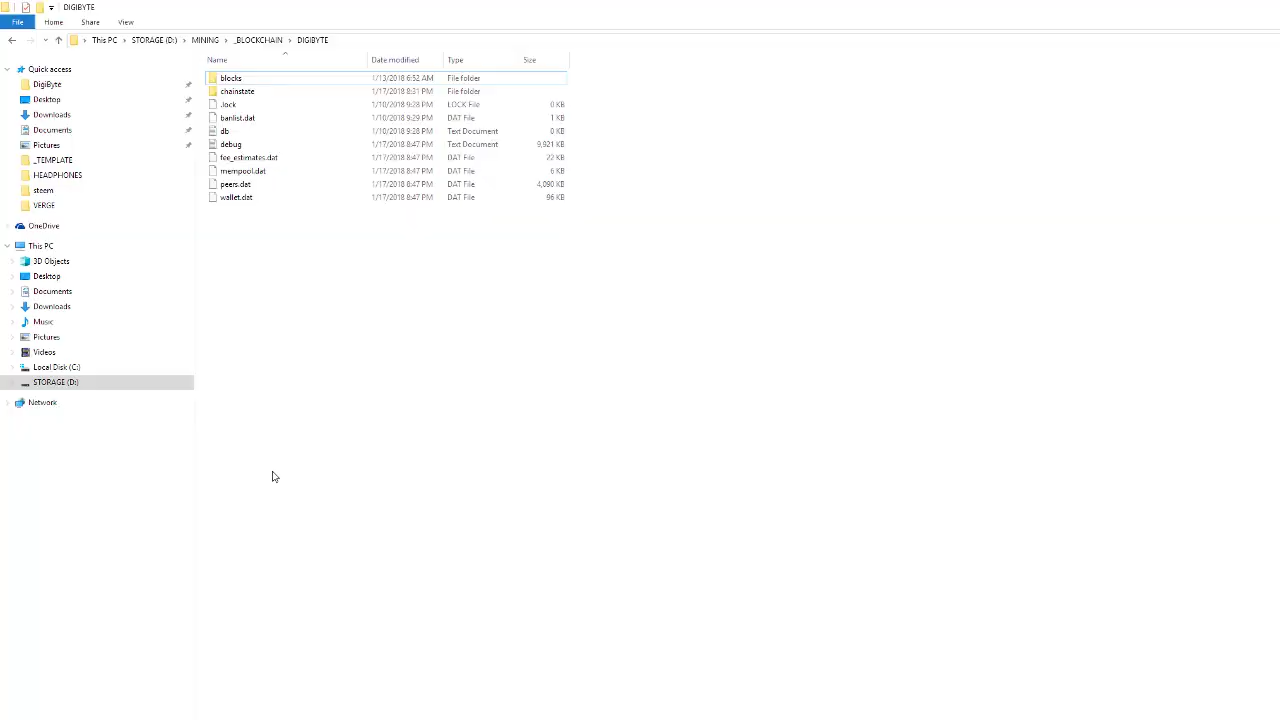 DIGIBYTE
File Home Share View
This PC STORAGE (D:) MINING _BLOCKCHAIN DIGIBYTE
Name Date modified Type Size
Quick access
DigiByte
Desktop
Downloads
Documents
Pictures
_TEMPLATE
HEADPHONES
steem
VERGE
OneDrive
This PC
3D Objects
Desktop
Documents
Downloads
Music
Pictures
Videos
Local Disk (C:)
STORAGE (D:)
Network
blocks 1/13/2018 6:52 AM File folder
chainstate 1/17/2018 8:31 PM File folder
.lock 1/10/2018 9:28 PM LOCK File 0 KB
banlist.dat 1/10/2018 9:29 PM DAT File 1 KB
db 1/10/2018 9:28 PM Text Document 0 KB
debug 1/17/2018 8:47 PM Text Document 9,921 KB
fee_estimates.dat 1/17/2018 8:47 PM DAT File 22 KB
mempool.dat 1/17/2018 8:47 PM DAT File 6 KB
peers.dat 1/17/2018 8:47 PM DAT File 4,090 KB
wallet.dat 1/17/2018 8:47 PM DAT File 96 KB